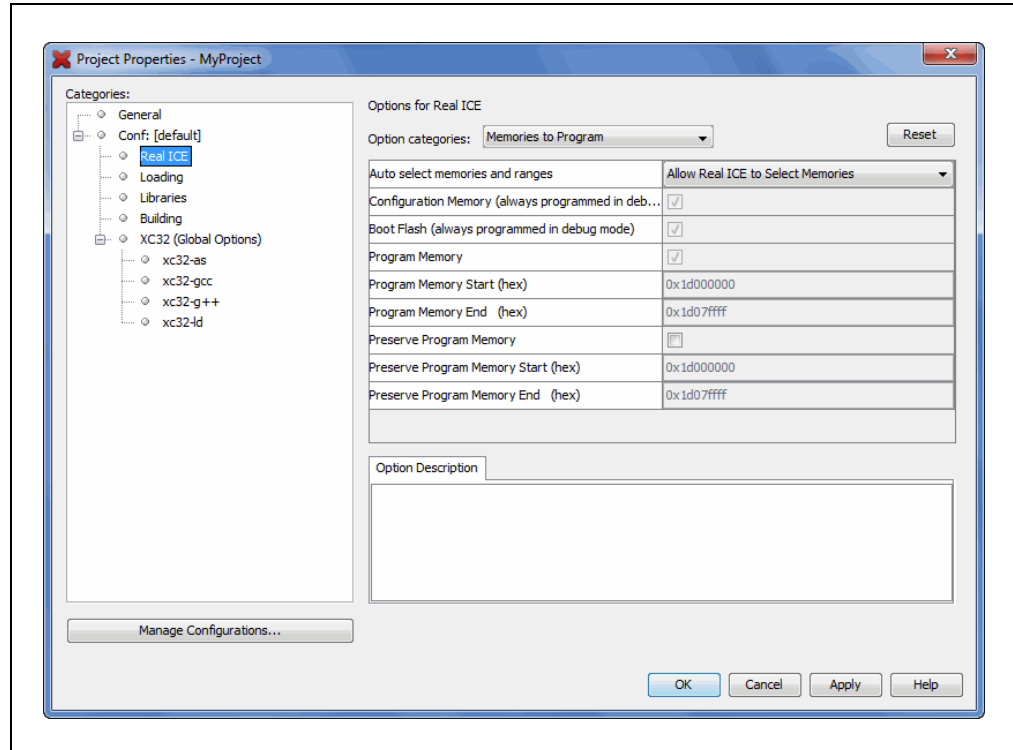 Project Properties - MyProject
Categories:
General
Conf: [default]
Real ICE
Loading
Libraries
Building
XC32 (Global Options)
xc32-as
xc32-gcc
xc32-g++
xc32-ld
Manage Configurations...
Options for Real ICE
Option categories: Memories to Program Reset
Auto select memories and ranges Allow Real ICE to Select Memories
Configuration Memory (always programmed in deb...
Boot Flash (always programmed in debug mode)
Program Memory
Program Memory Start (hex) 0x1d000000
Program Memory End (hex) 0x1d07ffff
Preserve Program Memory
Preserve Program Memory Start (hex) 0x1d000000
Preserve Program Memory End (hex) 0x1d07ffff
Option Description
OK Cancel Apply Help